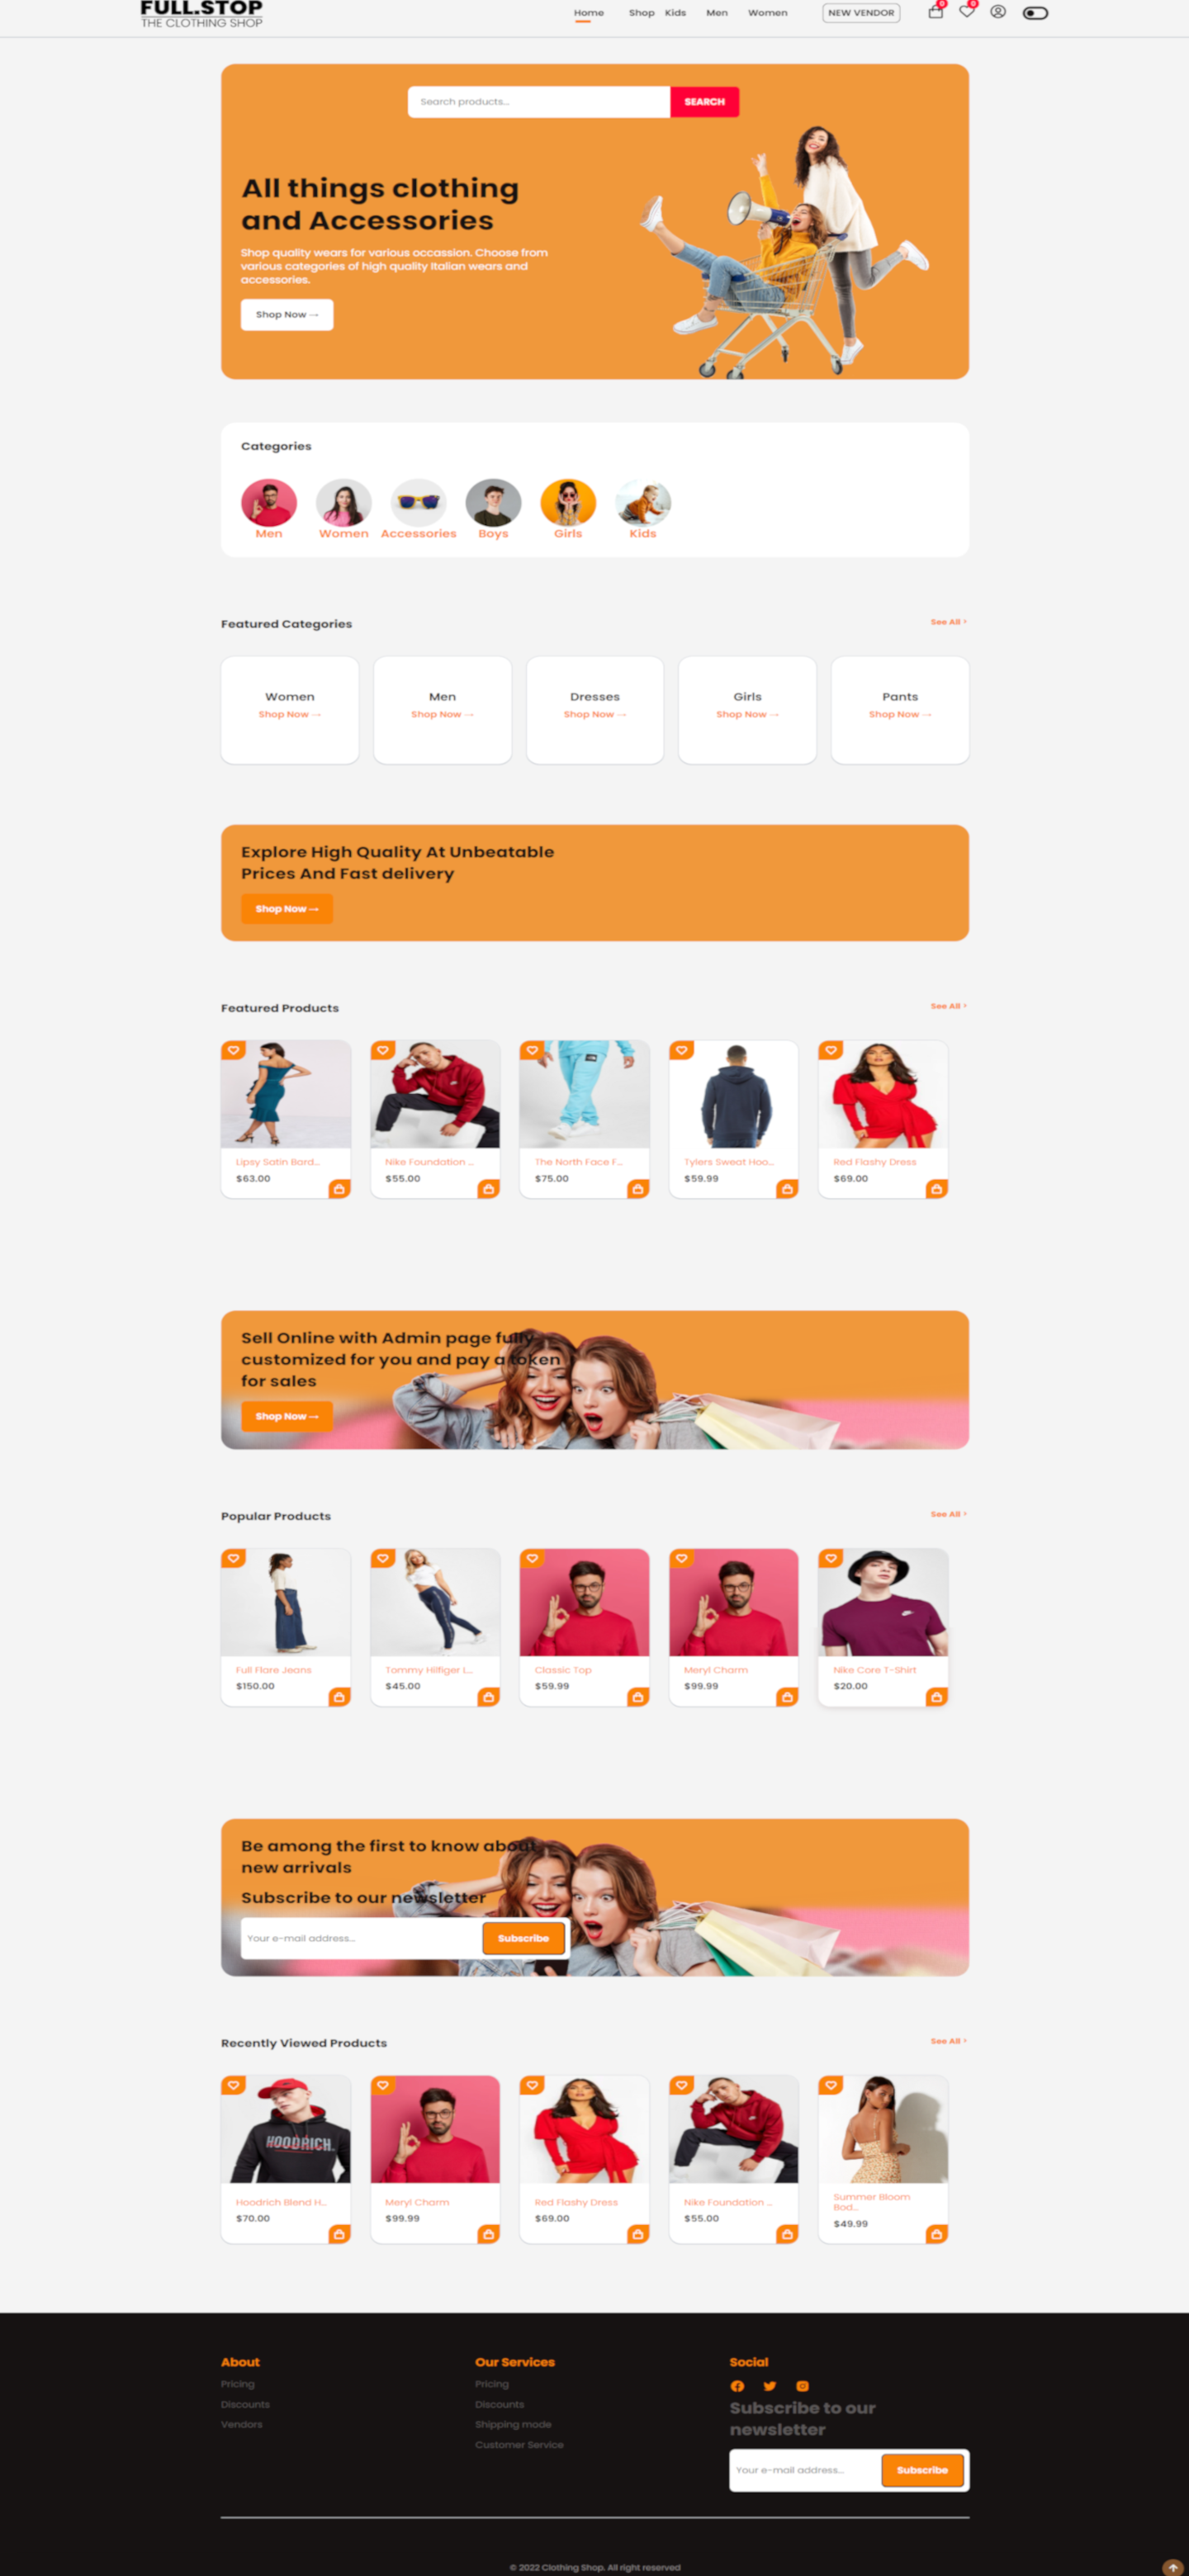 FULL.STOP
THE CLOTHING SHOP
Home Shop Kids Men Women NEW VENDOR 0 0
Search products... SEARCH
All things clothing
and Accessories
Shop quality wears for various occassion. Choose from
various categories of high quality Italian wears and
accessories.
Shop Now →
Categories
Men Women Accessories Boys Girls Kids
Featured Categories See All >
Women Men Dresses Girls Pants
Shop Now → Shop Now → Shop Now → Shop Now → Shop Now →
Explore High Quality At Unbeatable
Prices And Fast delivery
Shop Now →
Featured Products See All >
Lipsy Satin Bard... Nike Foundation ... The North Face F... Tylers Sweat Hoo... Red Flashy Dress
$63.00 $55.00 $75.00 $59.99 $69.00
Sell Online with Admin page fully
customized for you and pay a token
for sales
Shop Now →
Popular Products See All >
Full Flare Jeans Tommy Hilfiger L... Classic Top Meryl Charm Nike Core T-Shirt
$150.00 $45.00 $59.99 $99.99 $20.00
Be among the first to know about
new arrivals
Subscribe to our newsletter
Your e-mail address... Subscribe
Recently Viewed Products See All >
HOODRICH.
Hoodrich Blend H... Meryl Charm Red Flashy Dress Nike Foundation ... Summer Bloom
Bod...
$70.00 $99.99 $69.00 $55.00 $49.99
About Our Services Social
Pricing Pricing
Discounts Discounts Subscribe to our
Vendors Shipping mode newsletter
Customer Service
Your e-mail address... Subscribe
© 2022 Clothing Shop. All right reserved